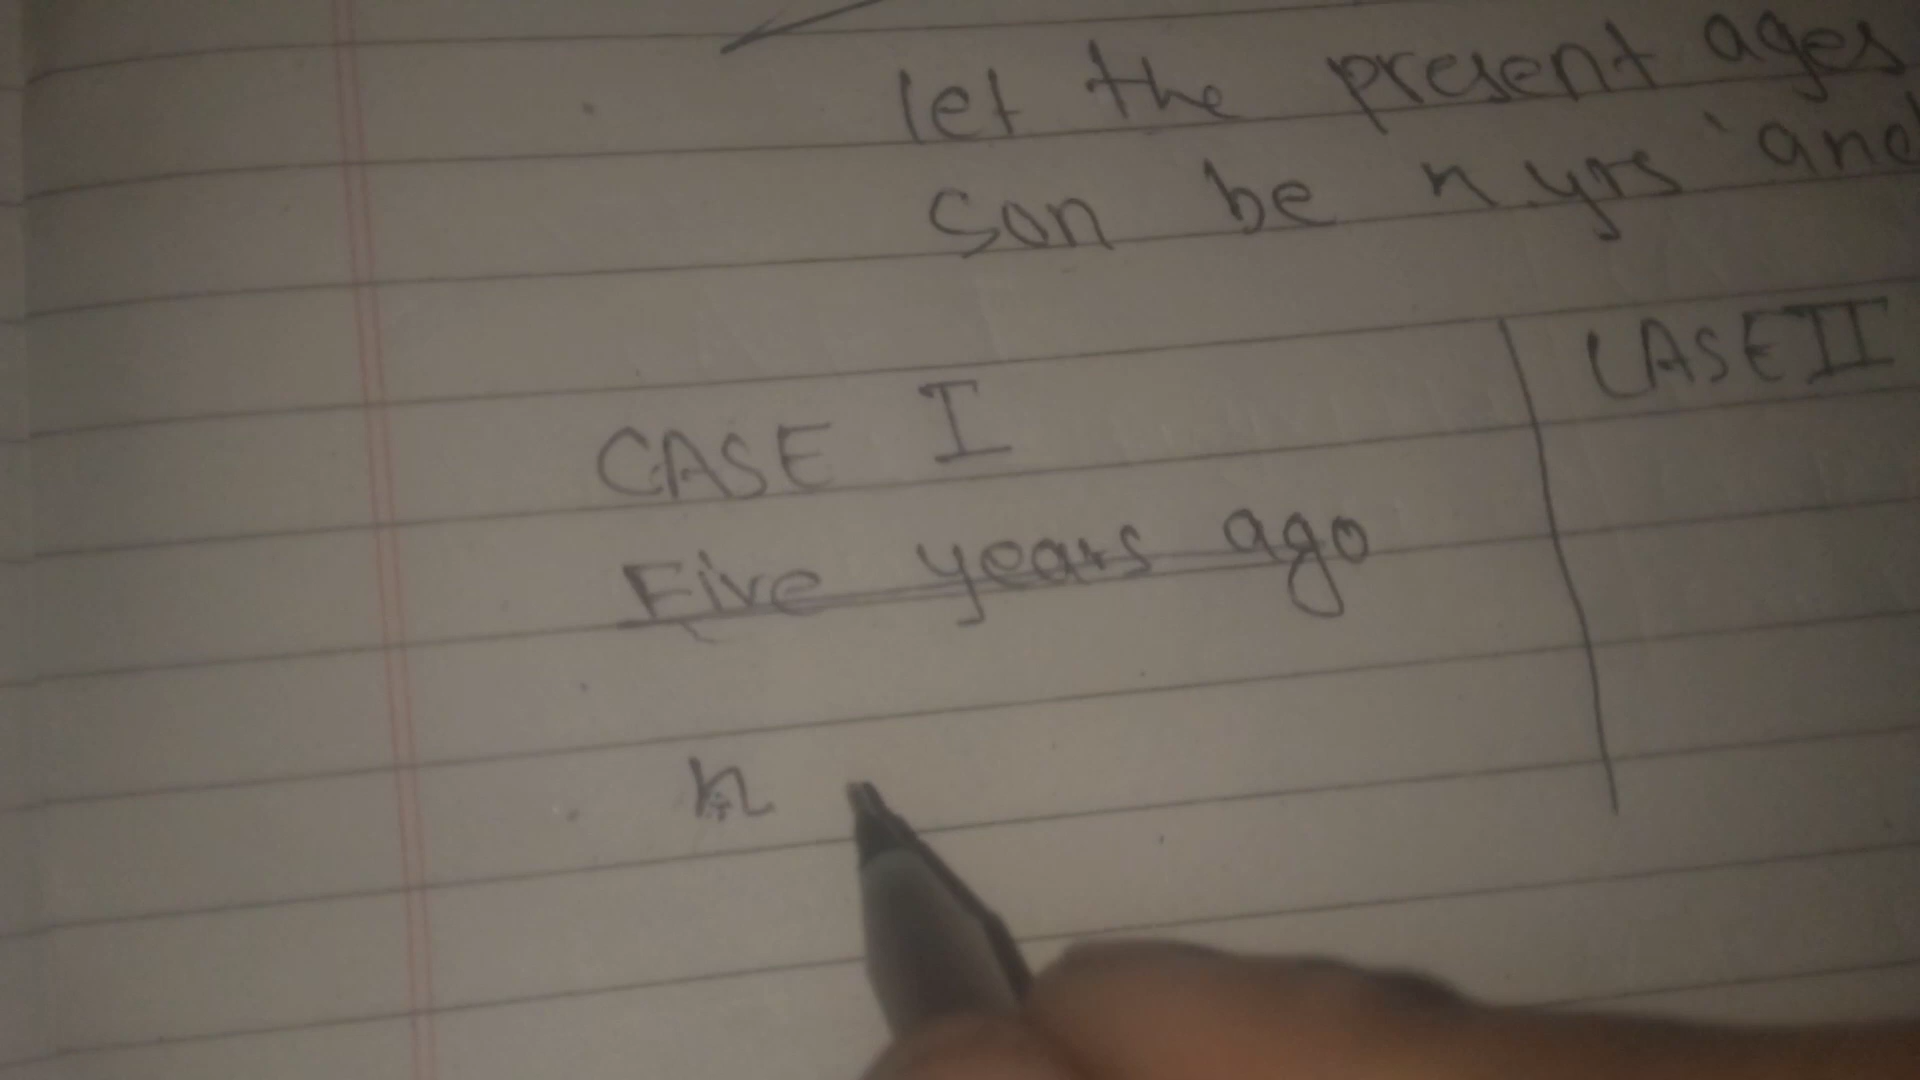 let the present ages
son be x yrs and
CASE I
CASE II
Five years ago
x